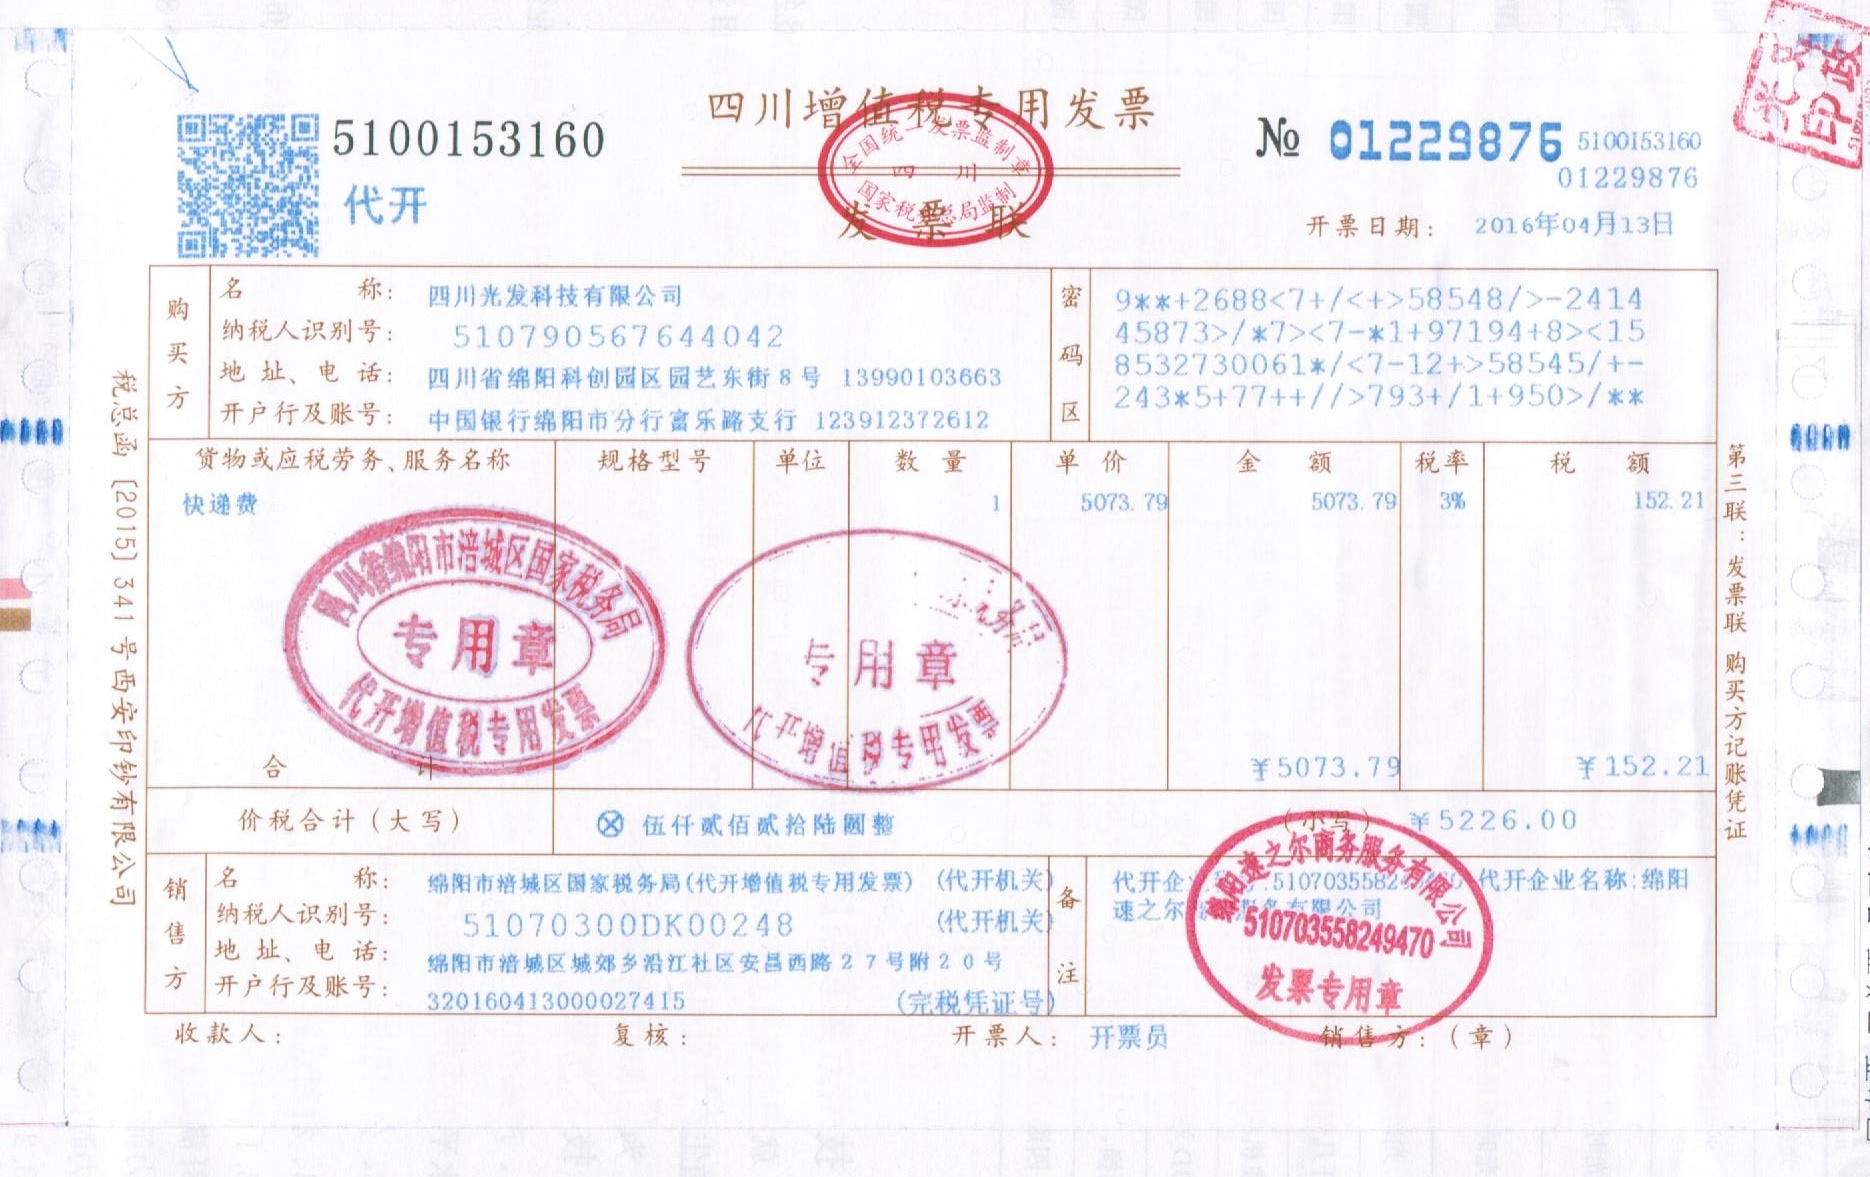 四川增值税专用发票
发票联
全国统一发票监制章
四川
国家税务总局监制
5100153160
代开
№ 01229876
5100153160
01229876
开票日期: 2016年04月13日
购买方
名称: 四川光发科技有限公司
纳税人识别号: 510790567644042
地址、电话: 四川省绵阳科创园区园艺东街8号 13990103663
开户行及账号: 中国银行绵阳市分行富乐路支行 123912372612
密码区
9**+2688<7+/<+>58548/>-2414
45873>/*7><7-*1+97194+8><15
8532730061*/<7-12+>58545/+-
243*5+77++//>793+/1+950>/**
货物或应税劳务、服务名称 规格型号 单位 数量 单价 金额 税率 税额
快递费 1 5073.79 5073.79 3% 152.21
四川省绵阳市涪城区国家税务局
专用章
代开增值税专用发票
专用章
代开增值税专用发票
合计 ¥5073.79 ¥152.21
价税合计(大写) ⊗ 伍仟贰佰贰拾陆圆整 (小写) ¥5226.00
销售方
名称: 绵阳市涪城区国家税务局(代开增值税专用发票) (代开机关)
纳税人识别号: 51070300DK00248 (代开机关)
地址、电话: 绵阳市涪城区城郊乡沿江社区安昌西路27号附20号
开户行及账号: 320160413000027415 (完税凭证号)
备注
代开企业 代开企业名称:绵阳
速之尔商务服务有限公司
绵阳速之尔商务服务有限公司
510703558249470
发票专用章
收款人: 复核: 开票人: 开票员 销售方:(章)
税总函[2015]341号西安印钞有限公司
第三联:发票联 购买方记账凭证